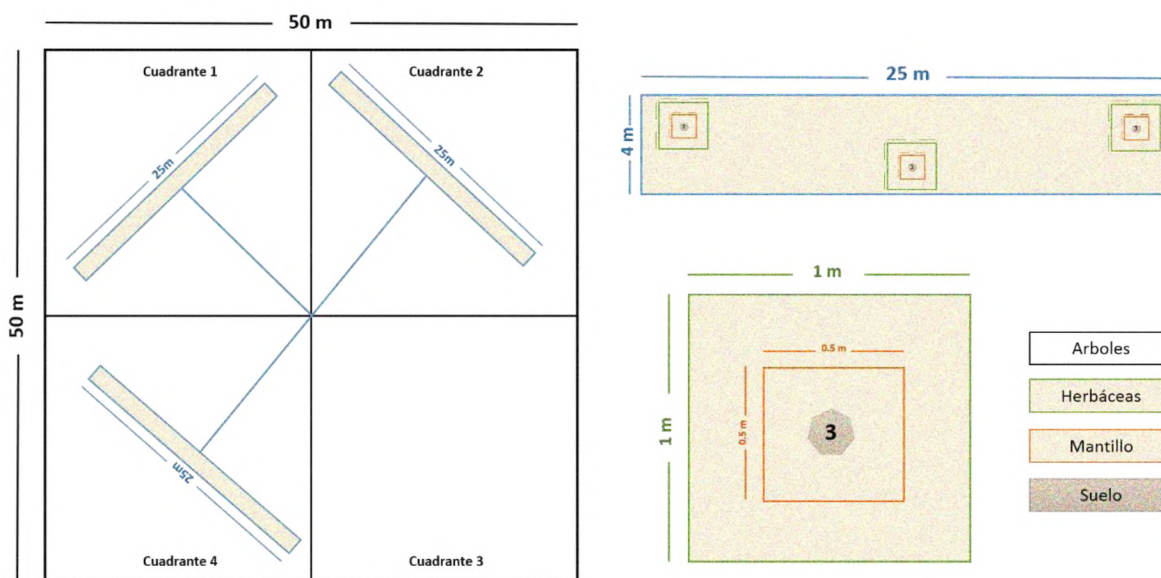 50 m
50 m
Cuadrante 1
Cuadrante 2
25m
25m
25m
Cuadrante 4
Cuadrante 3
25 m
4 m
1 m
1 m
0.5 m
0.5 m
3
Arboles
Herbáceas
Mantillo
Suelo